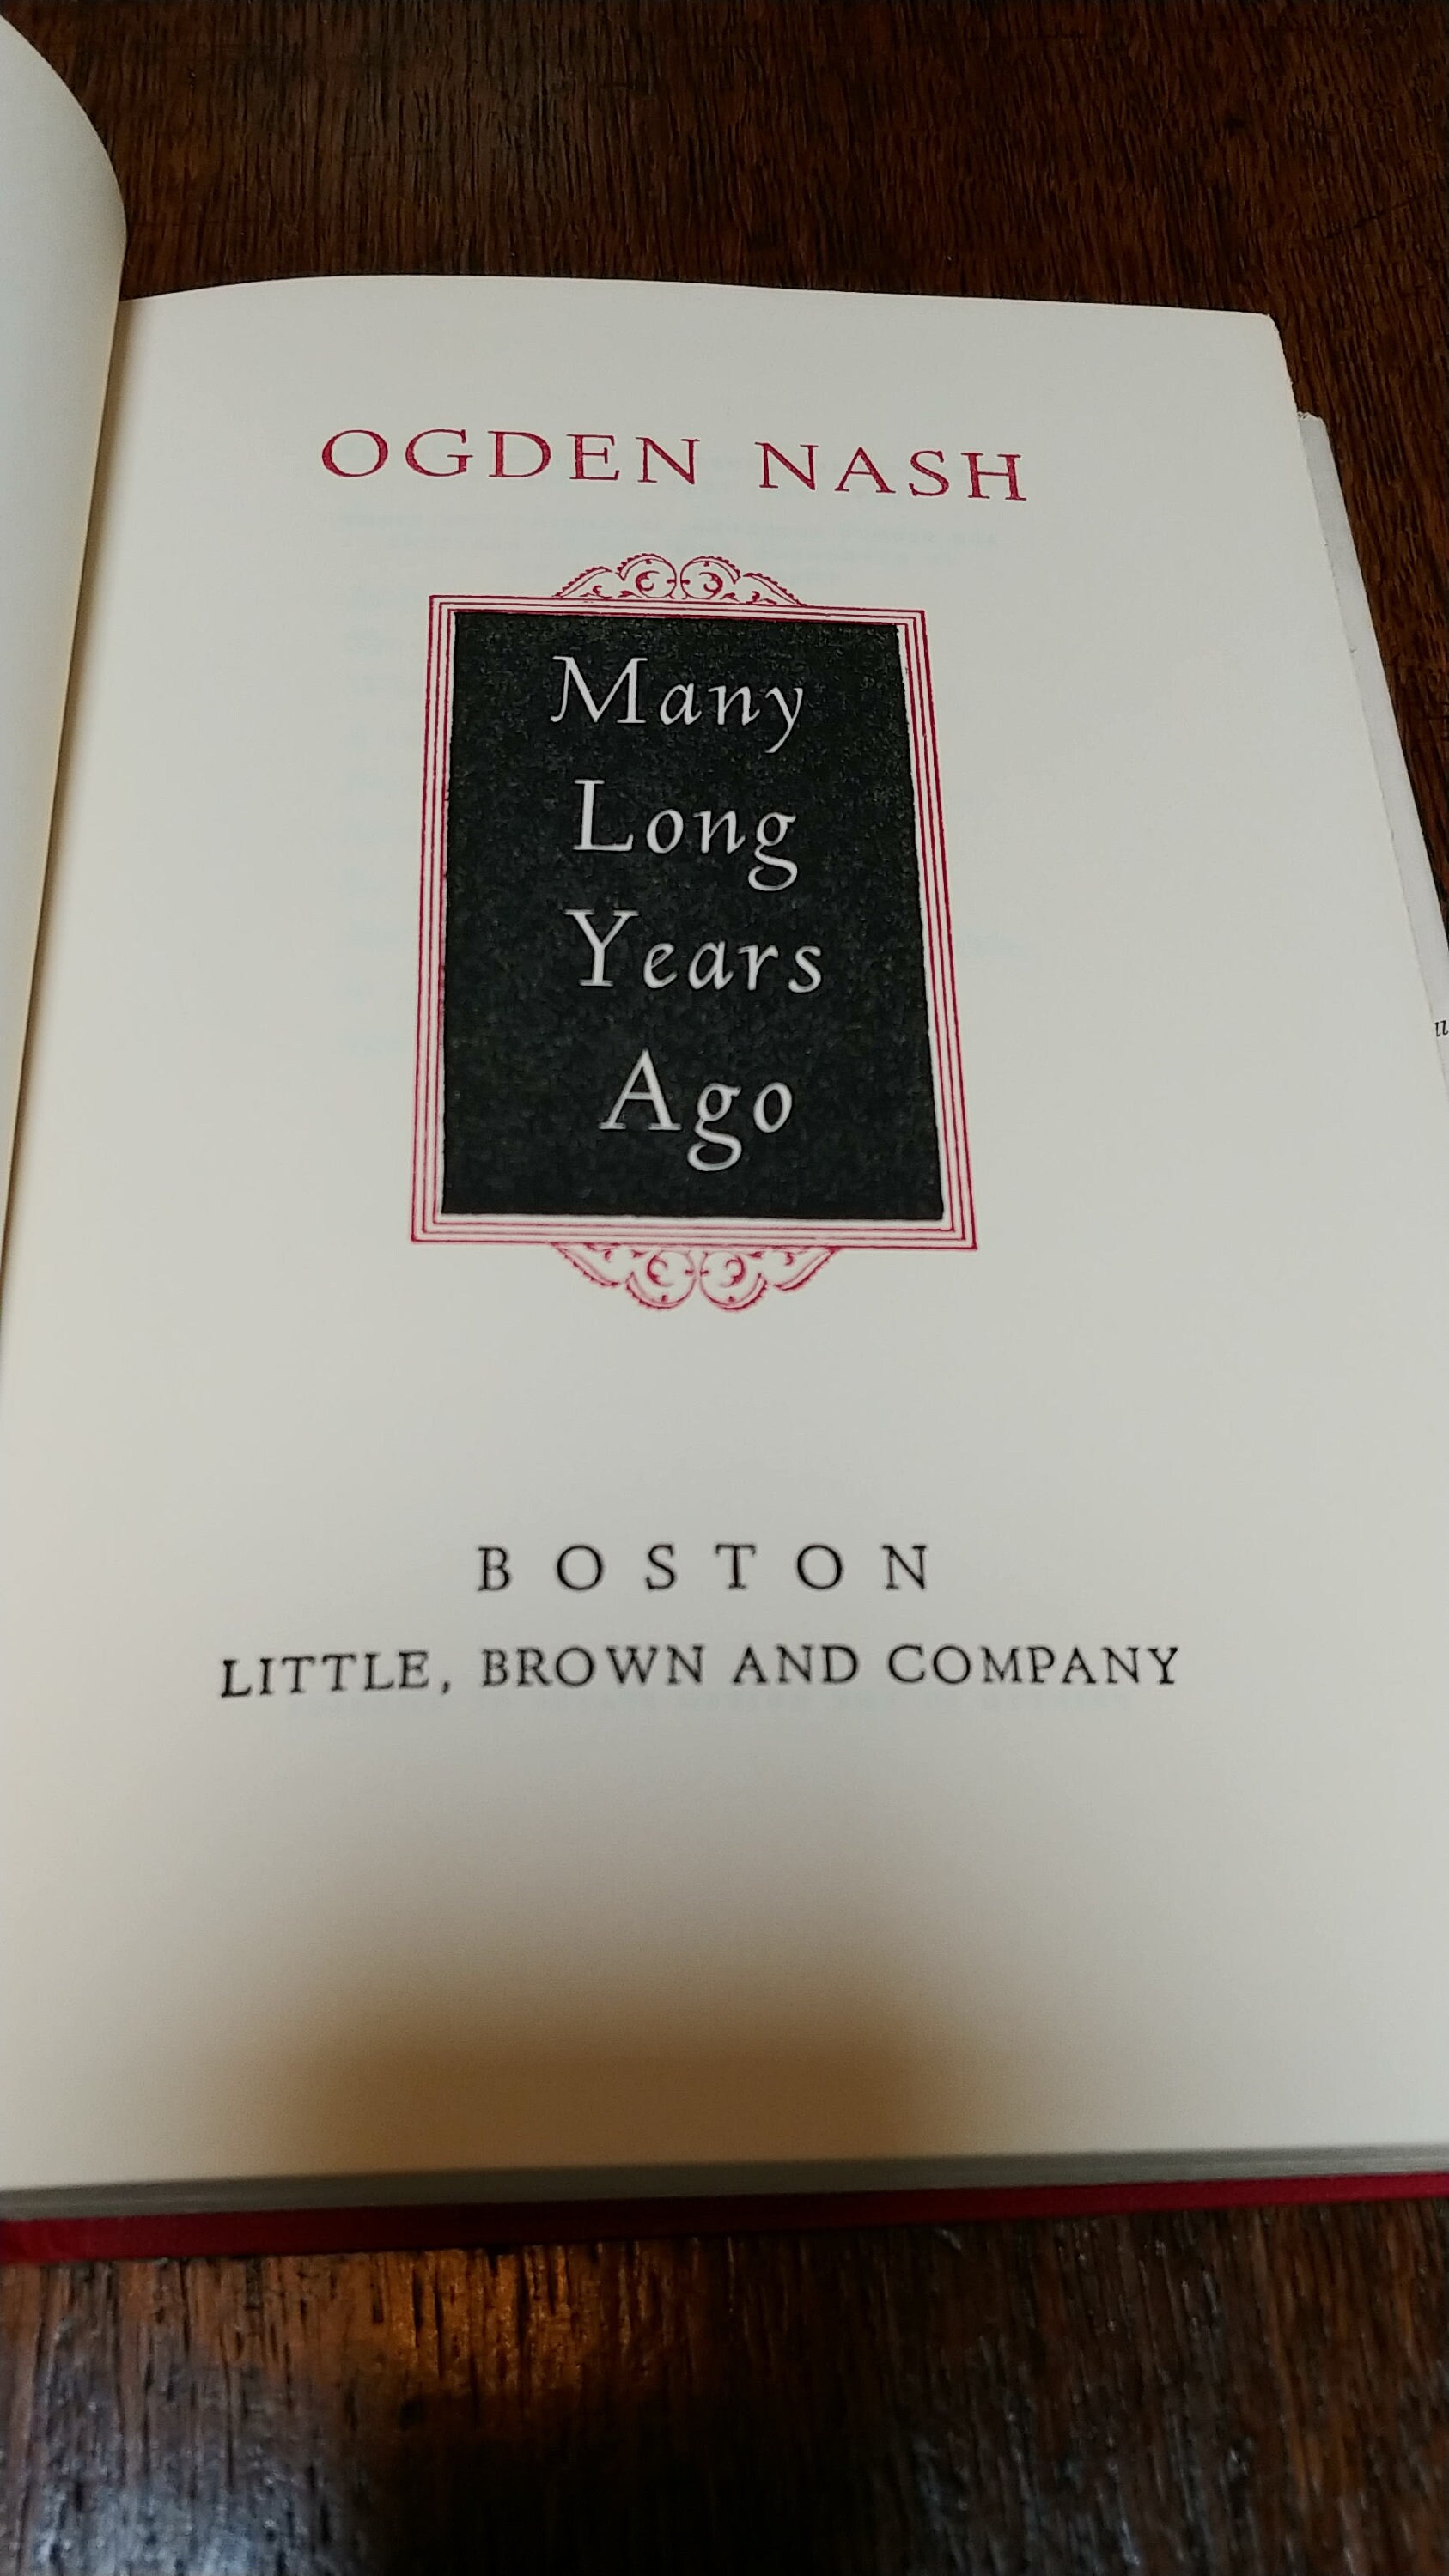 OGDEN NASH
Many
Long
Years
Ago
BOSTON
LITTLE, BROWN AND COMPANY